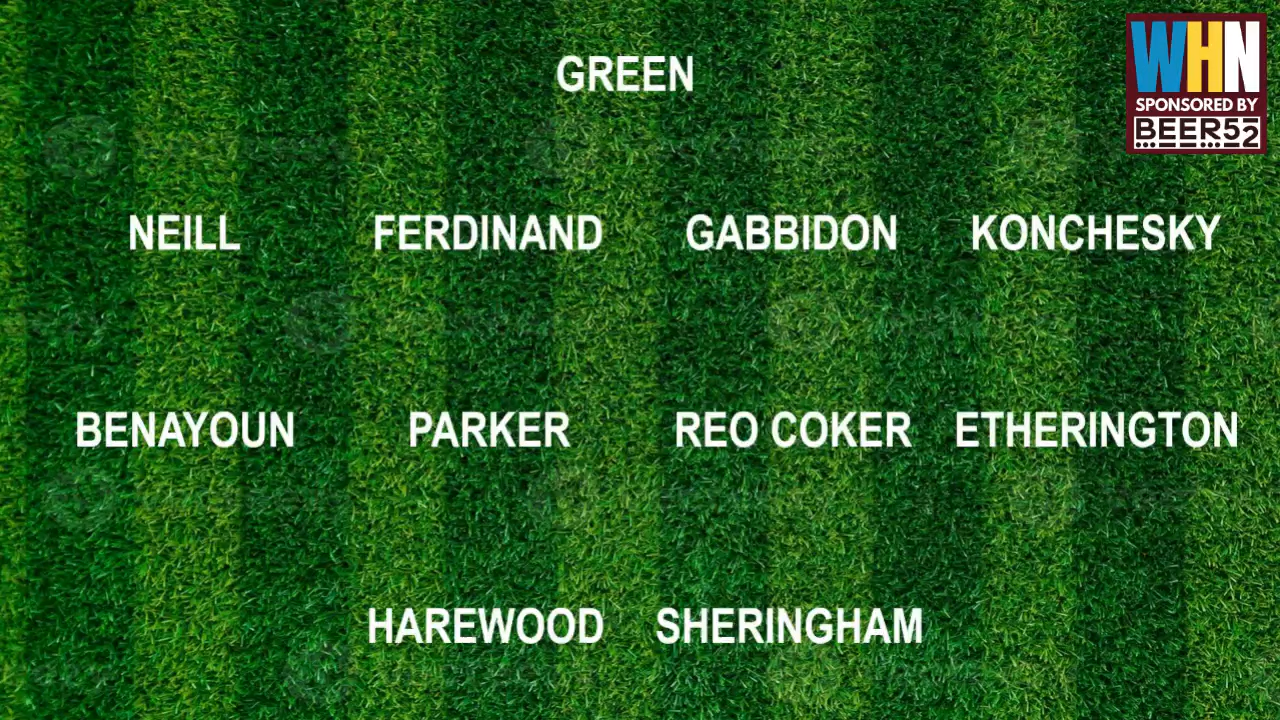 GREEN
WHN
SPONSORED BY
BEER52
NEILL FERDINAND GABBIDON KONCHESKY
BENAYOUN PARKER REO COKER ETHERINGTON
HAREWOOD SHERINGHAM